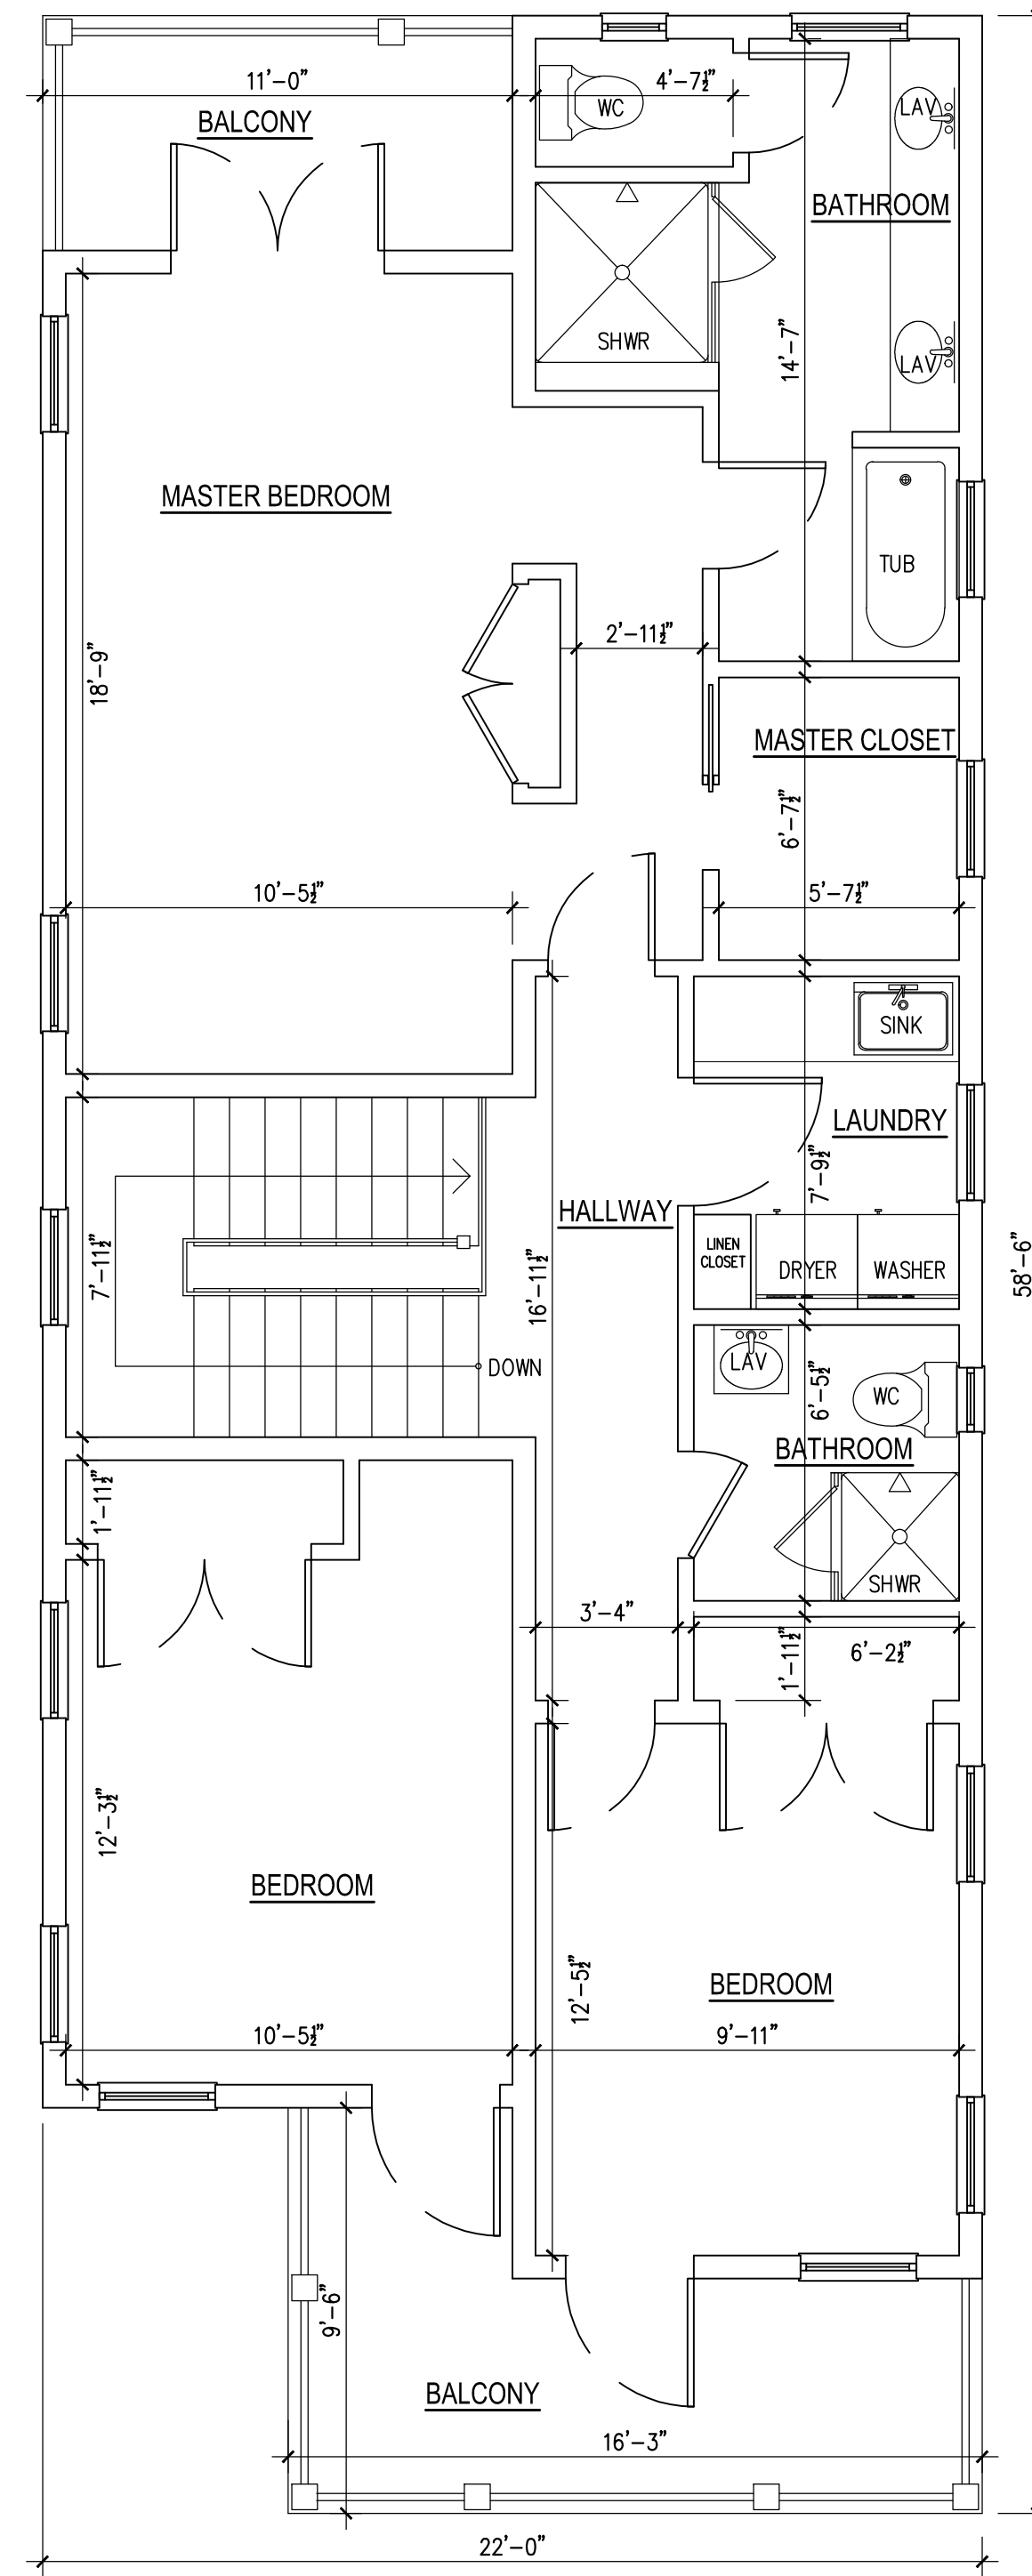 11'-0"
4'-7½"
WC
LAV
BALCONY
BATHROOM
SHWR
14'-7"
LAV
MASTER BEDROOM
TUB
2'-11½"
18'-9"
MASTER CLOSET
6'-7½"
10'-5½"
5'-7½"
SINK
LAUNDRY
7'-9½"
HALLWAY
LINEN
CLOSET
DRYER
WASHER
7'-11½"
16'-11½"
58'-6"
DOWN
LAV
WC
6'-5½"
BATHROOM
1'-11½"
SHWR
3'-4"
1'-11½"
6'-2½"
12'-3½"
BEDROOM
12'-5½"
BEDROOM
10'-5½"
9'-11"
9'-6"
BALCONY
16'-3"
22'-0"